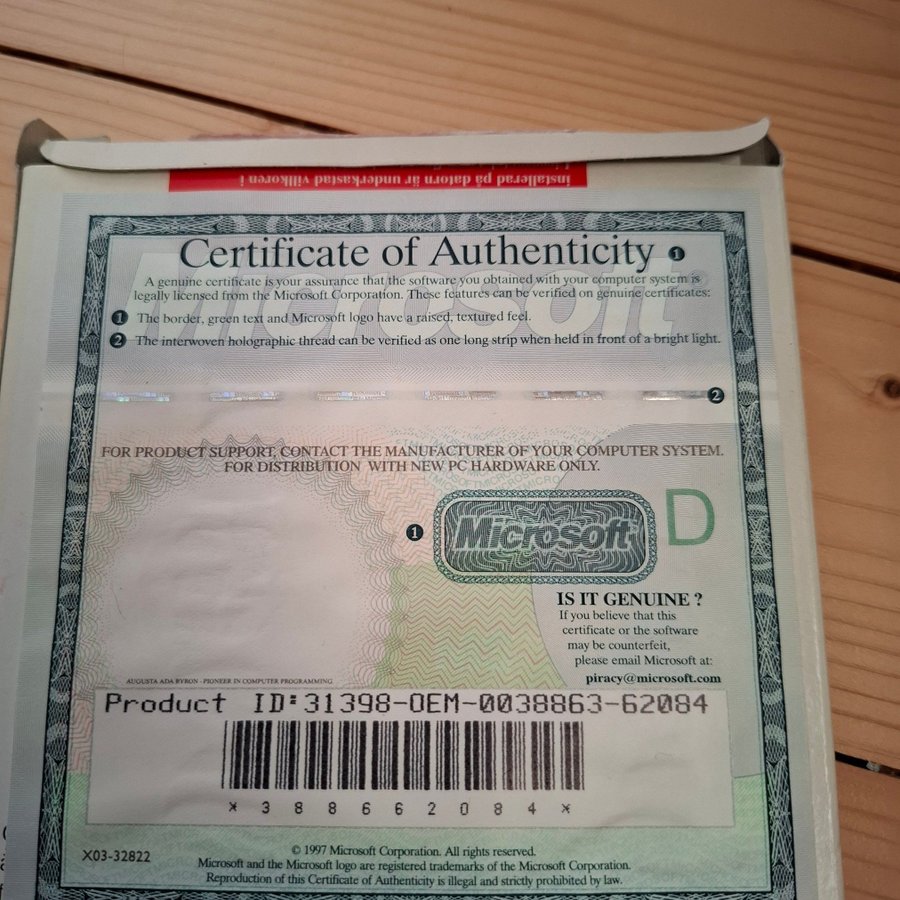 installerad på datorn är underkastad villkoren i
Certificate of Authenticity 1
A genuine certificate is your assurance that the software you obtained with your computer system is
legally licensed from the Microsoft Corporation. These features can be verified on genuine certificates:
1 The border, green text and Microsoft logo have a raised, textured feel.
2 The interwoven holographic thread can be verified as one long strip when held in front of a bright light.
Microsoft®
2
FOR PRODUCT SUPPORT, CONTACT THE MANUFACTURER OF YOUR COMPUTER SYSTEM.
FOR DISTRIBUTION WITH NEW PC HARDWARE ONLY.
1 Microsoft D
IS IT GENUINE ?
If you believe that this
certificate or the software
may be counterfeit,
please email Microsoft at:
piracy@microsoft.com
AUGUSTA ADA BYRON - PIONEER IN COMPUTER PROGRAMMING
Product ID:31398-OEM-0038863-62084
*388662084*
X03-32822
© 1997 Microsoft Corporation. All rights reserved.
Microsoft and the Microsoft logo are registered trademarks of the Microsoft Corporation.
Reproduction of this Certificate of Authenticity is illegal and strictly prohibited by law.